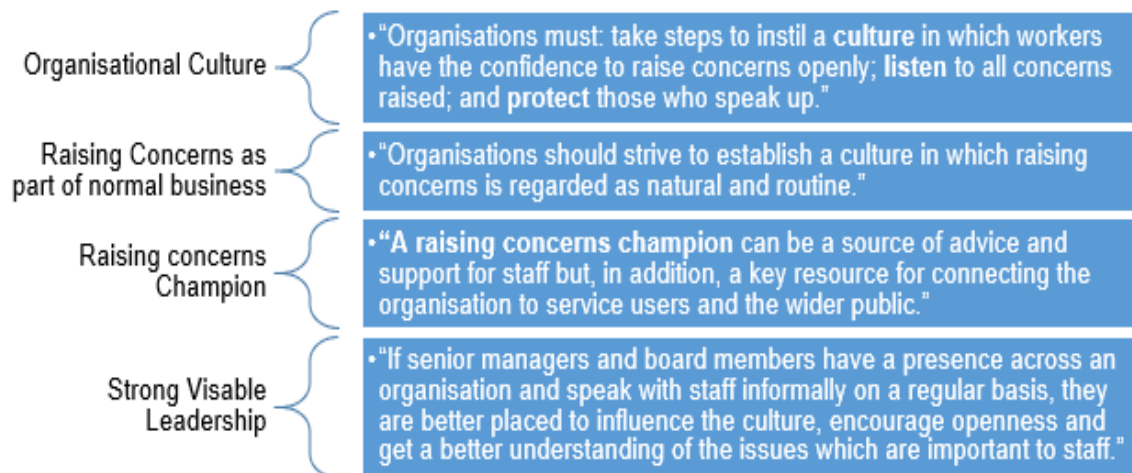 Organisational Culture
•“Organisations must: take steps to instil a culture in which workers
have the confidence to raise concerns openly; listen to all concerns
raised; and protect those who speak up.”
Raising Concerns as
part of normal business
•“Organisations should strive to establish a culture in which raising
concerns is regarded as natural and routine.”
Raising concerns
Champion
•“A raising concerns champion can be a source of advice and
support for staff but, in addition, a key resource for connecting the
organisation to service users and the wider public.”
Strong Visable
Leadership
•“If senior managers and board members have a presence across an
organisation and speak with staff informally on a regular basis, they
are better placed to influence the culture, encourage openness and
get a better understanding of the issues which are important to staff.”